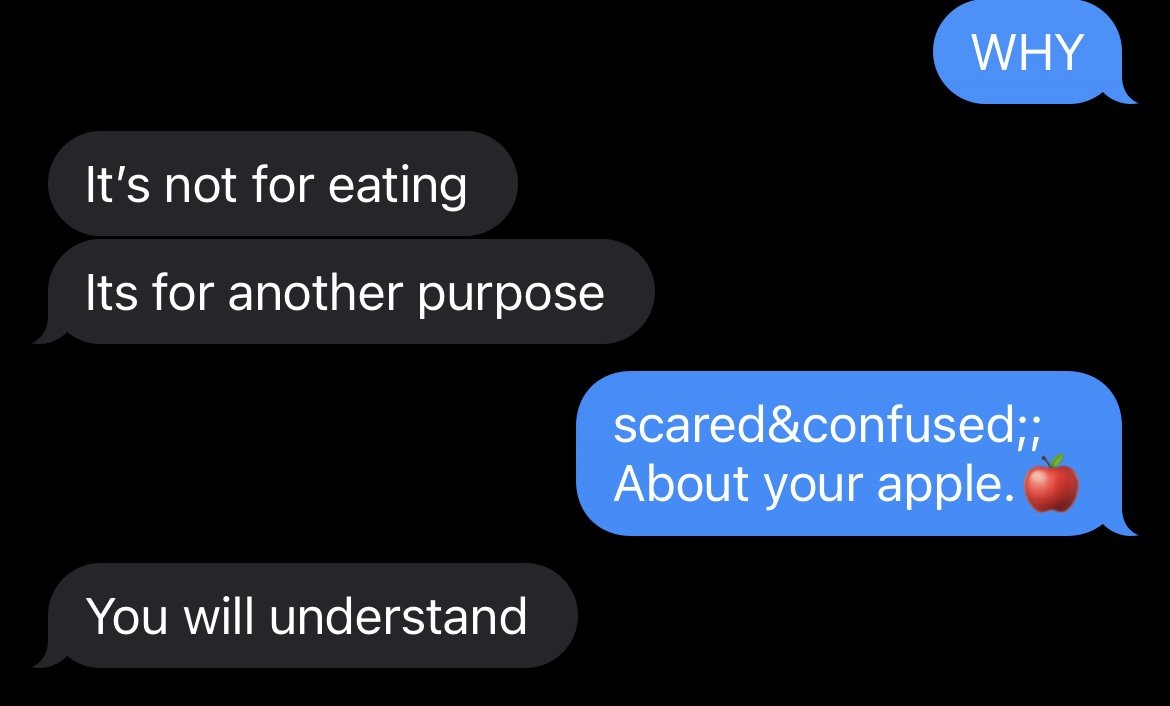 WHY
It’s not for eating
Its for another purpose
scared&confused;;
About your apple.🍎
You will understand